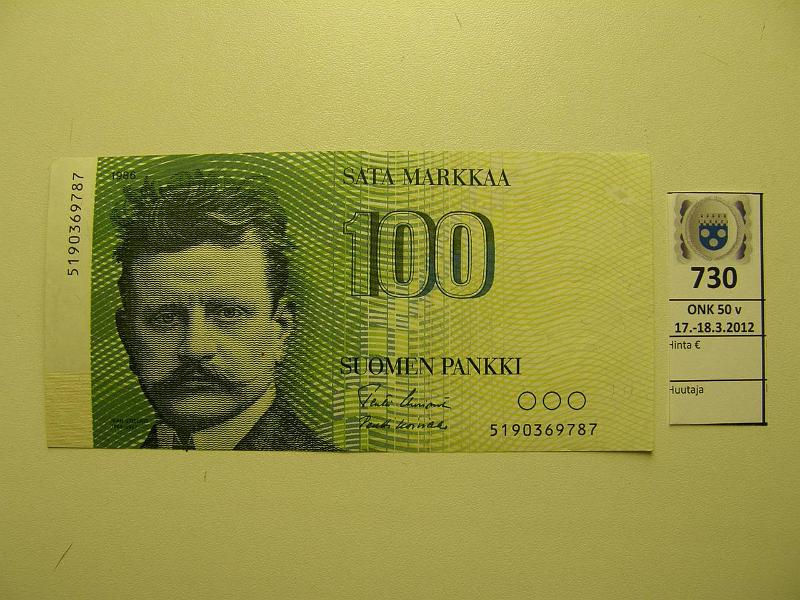 5190369787
1986
SATA MARKKAA
100
SUOMEN PANKKI
5190369787
730
ONK 50 v
17.-18.3.2012
Hinta €
Huutaja